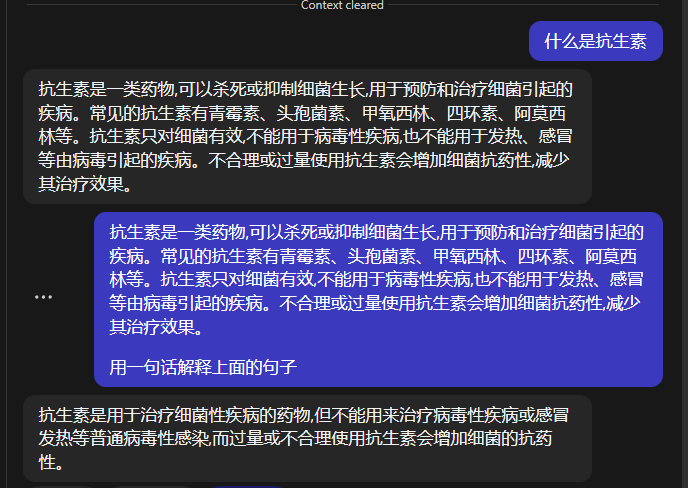 Context cleared
什么是抗生素
抗生素是一类药物,可以杀死或抑制细菌生长,用于预防和治疗细菌引起的
疾病。常见的抗生素有青霉素、头孢菌素、甲氧西林、四环素、阿莫西
林等。抗生素只对细菌有效,不能用于病毒性疾病,也不能用于发热、感冒
等由病毒引起的疾病。不合理或过量使用抗生素会增加细菌抗药性,减少
其治疗效果。
抗生素是一类药物,可以杀死或抑制细菌生长,用于预防和治疗细菌引起的
疾病。常见的抗生素有青霉素、头孢菌素、甲氧西林、四环素、阿莫西
林等。抗生素只对细菌有效,不能用于病毒性疾病,也不能用于发热、感冒
等由病毒引起的疾病。不合理或过量使用抗生素会增加细菌抗药性,减少
其治疗效果。
用一句话解释上面的句子
抗生素是用于治疗细菌性疾病的药物,但不能用来治疗病毒性疾病或感冒
发热等普通病毒性感染,而过量或不合理使用抗生素会增加细菌的抗药
性。